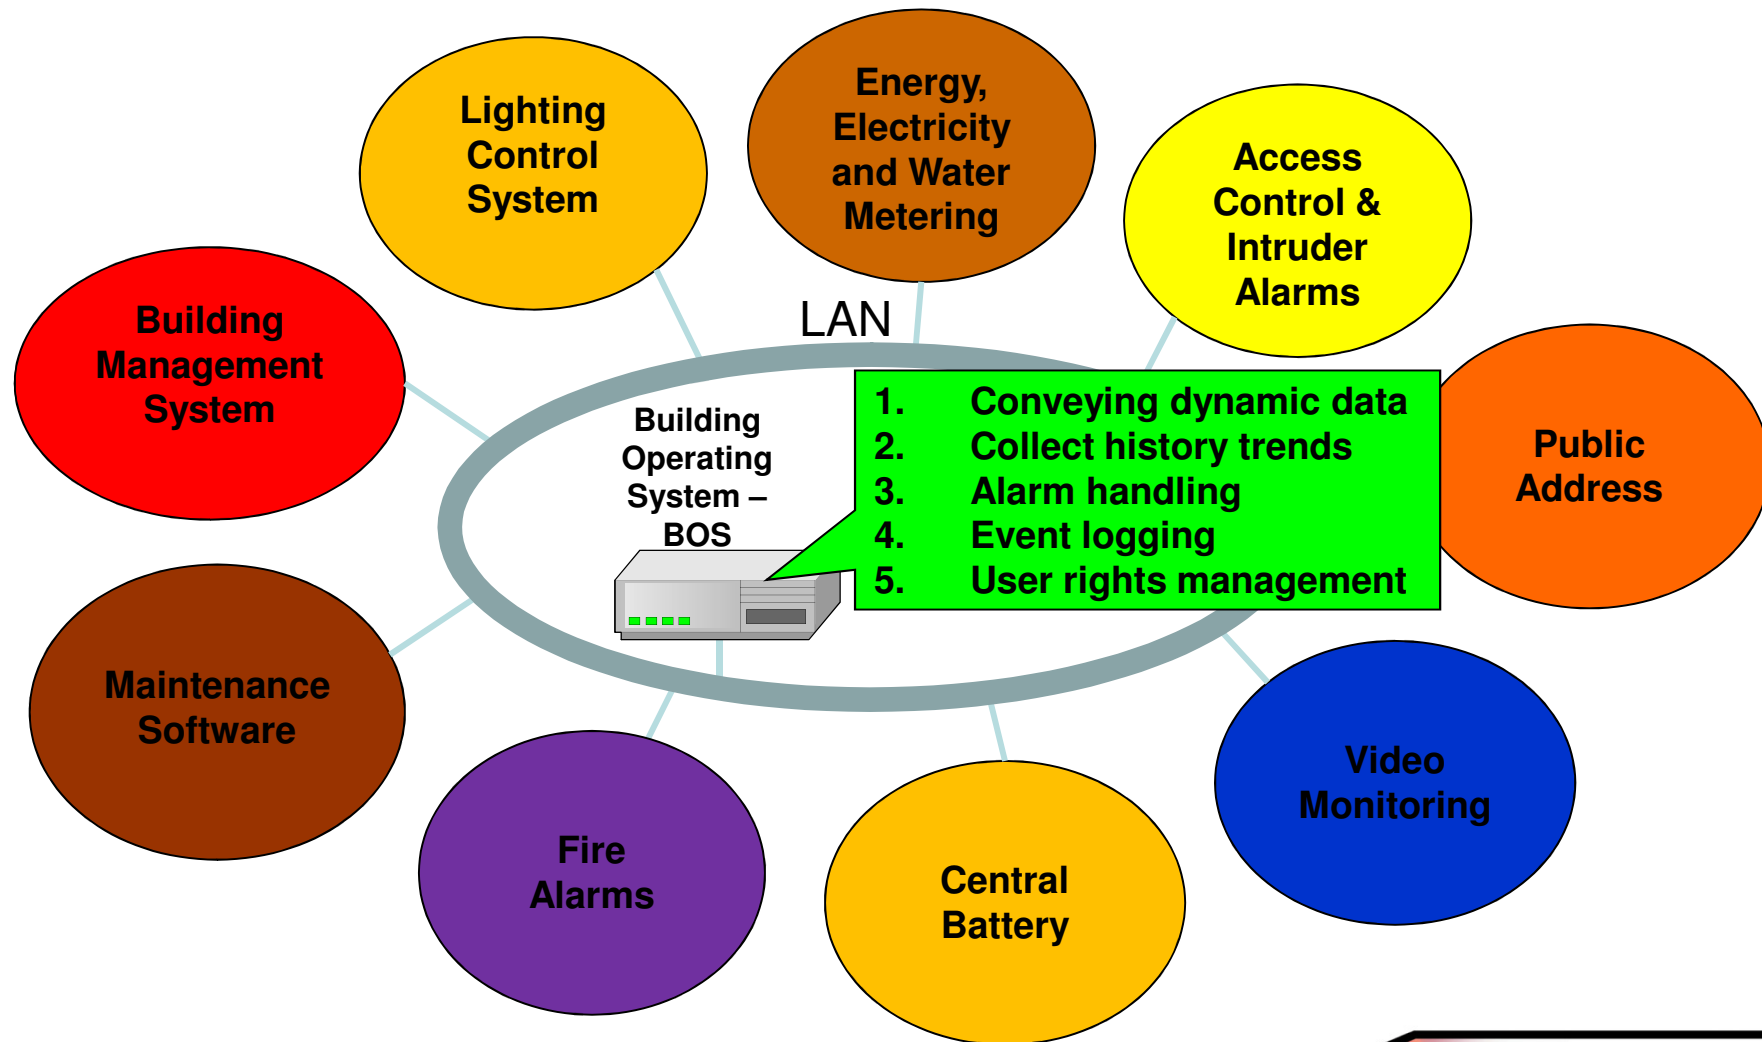 Lighting
Control
System
Energy,
Electricity
and Water
Metering
Access
Control &
Intruder
Alarms
Building
Management
System
LAN
Building
Operating
System –
BOS
1. Conveying dynamic data
2. Collect history trends
3. Alarm handling
4. Event logging
5. User rights management
Public
Address
Maintenance
Software
Fire
Alarms
Central
Battery
Video
Monitoring